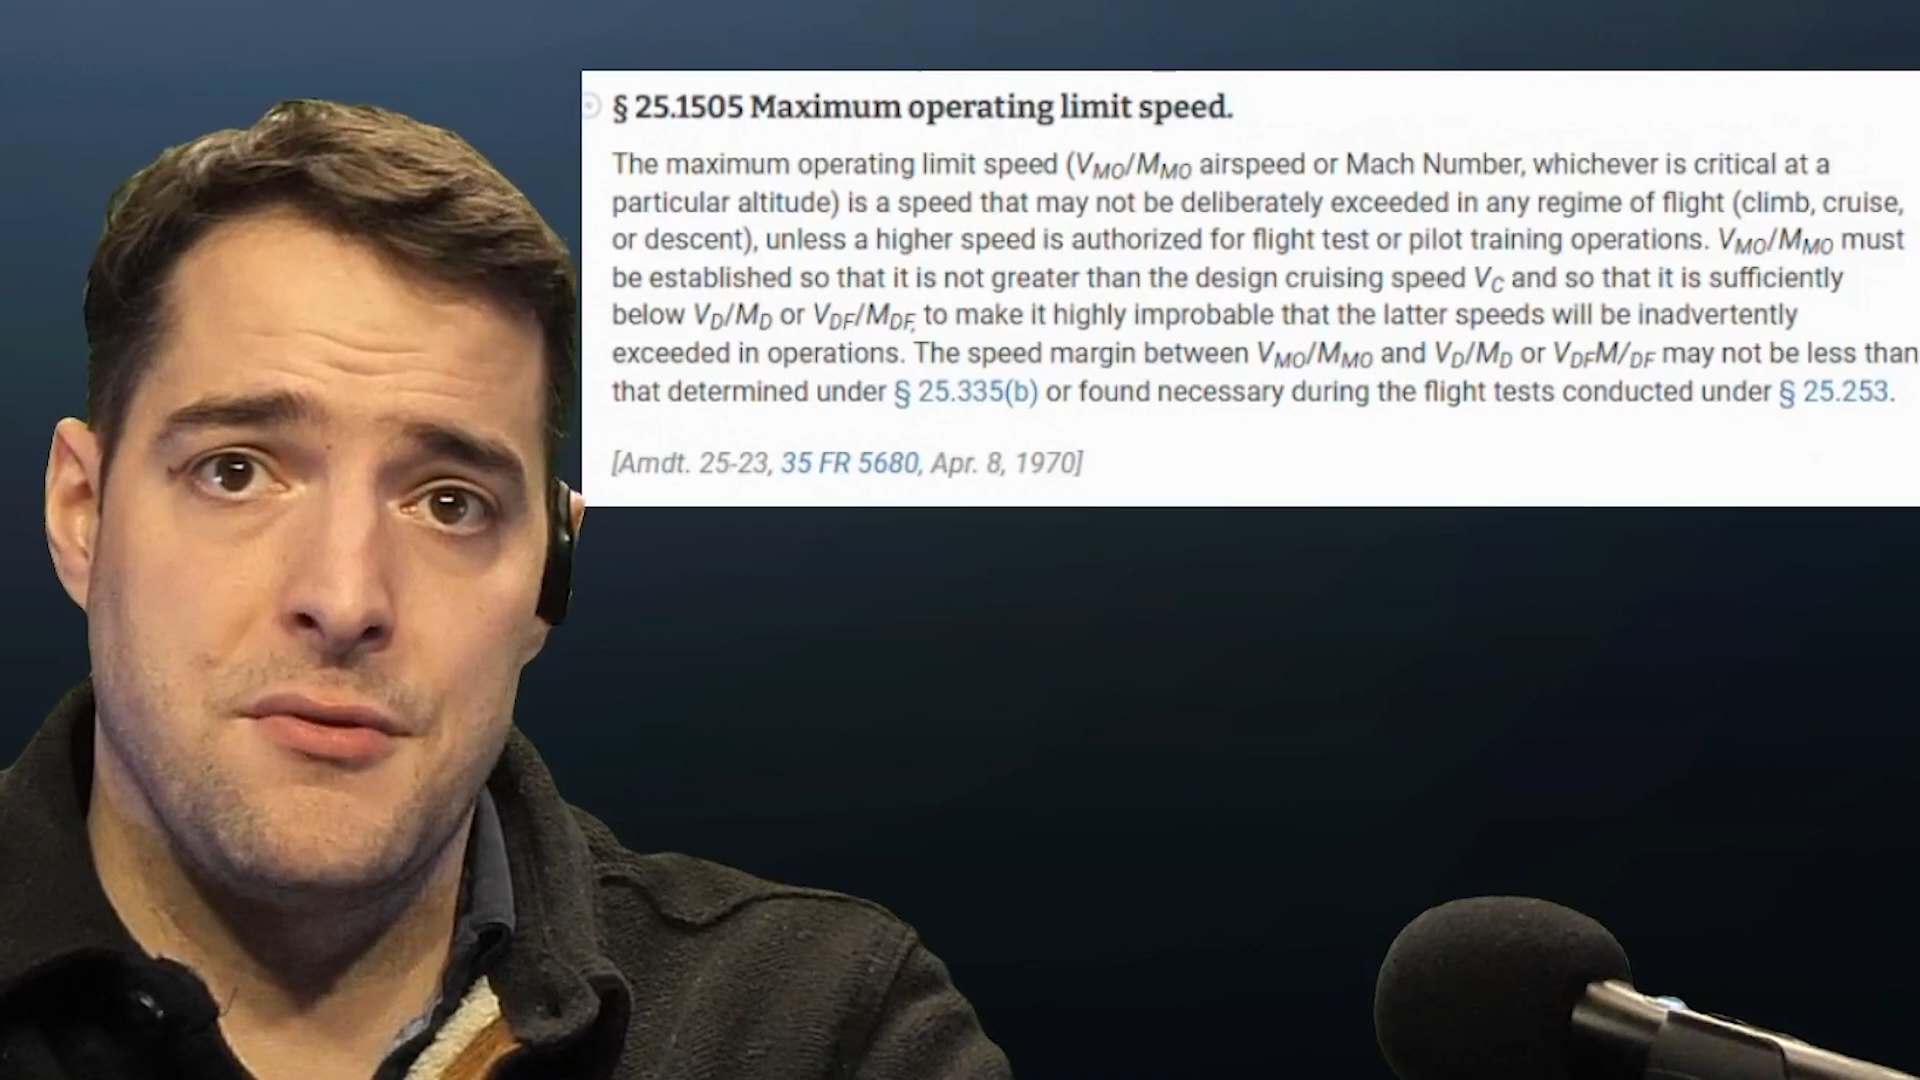 § 25.1505 Maximum operating limit speed.
The maximum operating limit speed (VMO/MMO airspeed or Mach Number, whichever is critical at a
particular altitude) is a speed that may not be deliberately exceeded in any regime of flight (climb, cruise,
or descent), unless a higher speed is authorized for flight test or pilot training operations. VMO/MMO must
be established so that it is not greater than the design cruising speed VC and so that it is sufficiently
below VD/MD or VDF/MDF, to make it highly improbable that the latter speeds will be inadvertently
exceeded in operations. The speed margin between VMO/MMO and VD/MD or VDFM/DF may not be less than
that determined under § 25.335(b) or found necessary during the flight tests conducted under § 25.253.
[Amdt. 25-23, 35 FR 5680, Apr. 8, 1970]